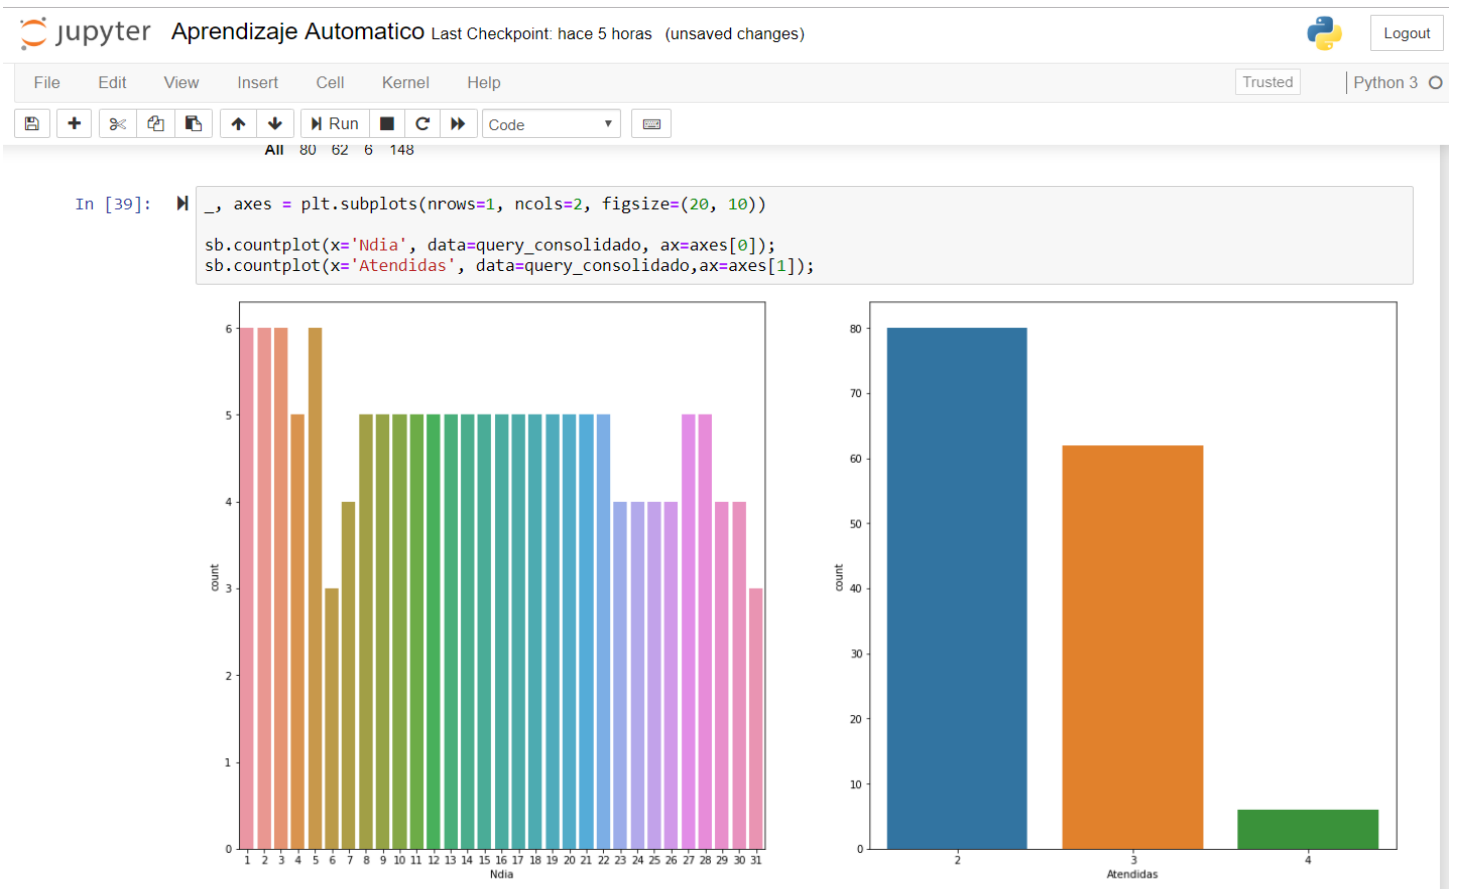 jupyter Aprendizaje Automatico Last Checkpoint: hace 5 horas (unsaved changes) Logout
File Edit View Insert Cell Kernel Help Trusted Python 3
Run Code
All 80 62 6 148
In [39]: _, axes = plt.subplots(nrows=1, ncols=2, figsize=(20, 10))
sb.countplot(x='Ndia', data=query_consolidado, ax=axes[0]);
sb.countplot(x='Atendidas', data=query_consolidado,ax=axes[1]);
6
5
4
3
2
1
0
count
1 2 3 4 5 6 7 8 9 10 11 12 13 14 15 16 17 18 19 20 21 22 23 24 25 26 27 28 29 30 31
Ndia
80
70
60
50
40
30
20
10
0
count
2 3 4
Atendidas